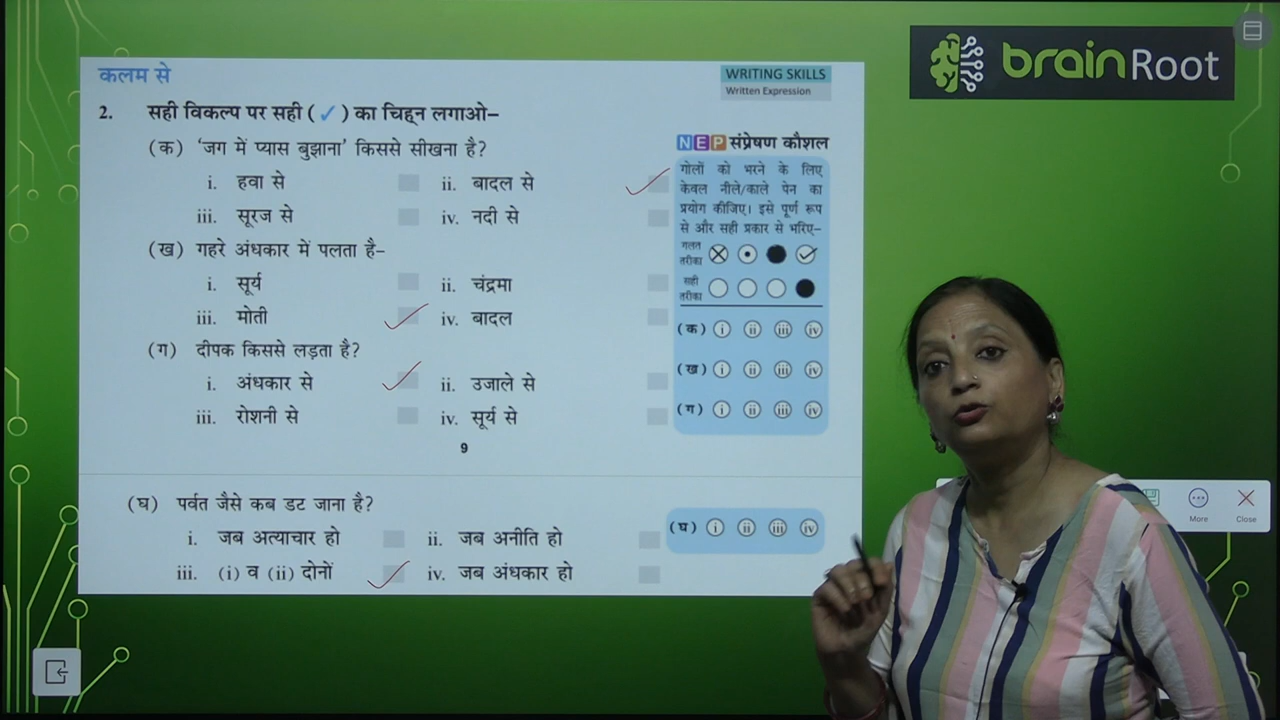 brainRoot
कलम से
WRITING SKILLS
Written Expression
2. सही विकल्प पर सही ( ✓ ) का चिह्न लगाओ–
(क) 'जग में प्यास बुझाना' किससे सीखना है?
i. हवा से ii. बादल से
iii. सूरज से iv. नदी से
(ख) गहरे अंधकार में पलता है–
i. सूर्य ii. चंद्रमा
iii. मोती iv. बादल
(ग) दीपक किससे लड़ता है?
i. अंधकार से ii. उजाले से
iii. रोशनी से iv. सूर्य से
9
NEP संप्रेषण कौशल
गोलों को भरने के लिए
केवल नीले/काले पेन का
प्रयोग कीजिए। इसे पूर्ण रूप
से और सही प्रकार से भरिए–
गलत
तरीका
सही
तरीका
(क) i ii iii iv
(ख) i ii iii iv
(ग) i ii iii iv
(घ) पर्वत जैसे कब डट जाना है?
i. जब अत्याचार हो ii. जब अनीति हो
iii. (i) व (ii) दोनों iv. जब अंधकार हो
(घ) i ii iii iv
More
Close